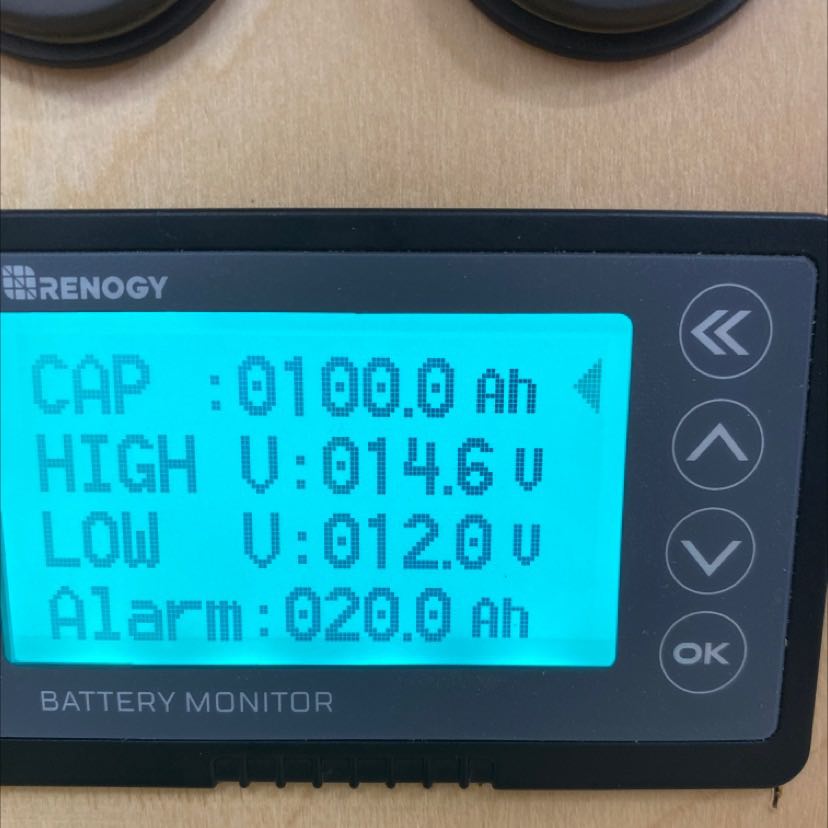 RENOGY
CAP :0100.0 Ah
HIGH V:014.6 V
LOW V:012.0 V
Alarm:020.0 Ah
OK
BATTERY MONITOR